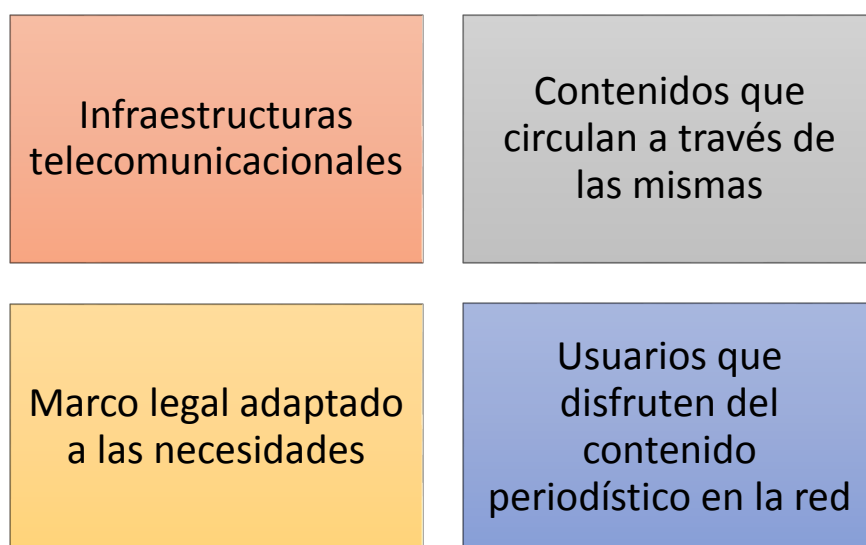 Infraestructuras
telecomunicacionales
Contenidos que
circulan a través de
las mismas
Marco legal adaptado
a las necesidades
Usuarios que
disfruten del
contenido
periodístico en la red